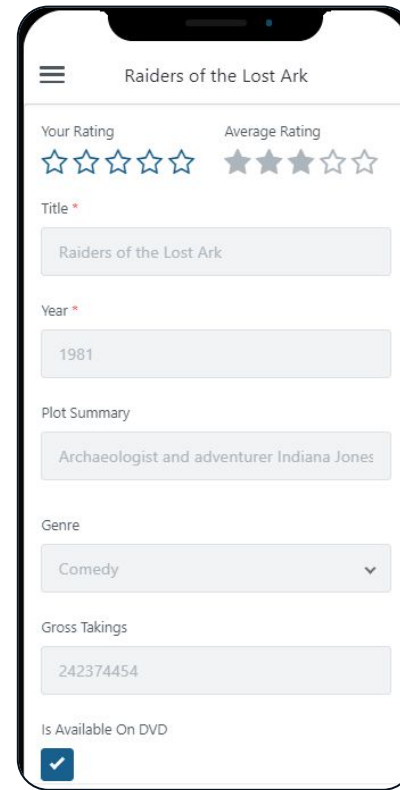 Raiders of the Lost Ark
Your Rating Average Rating
Title *
Raiders of the Lost Ark
Year *
1981
Plot Summary
Archaeologist and adventurer Indiana Jones
Genre
Comedy
Gross Takings
242374454
Is Available On DVD